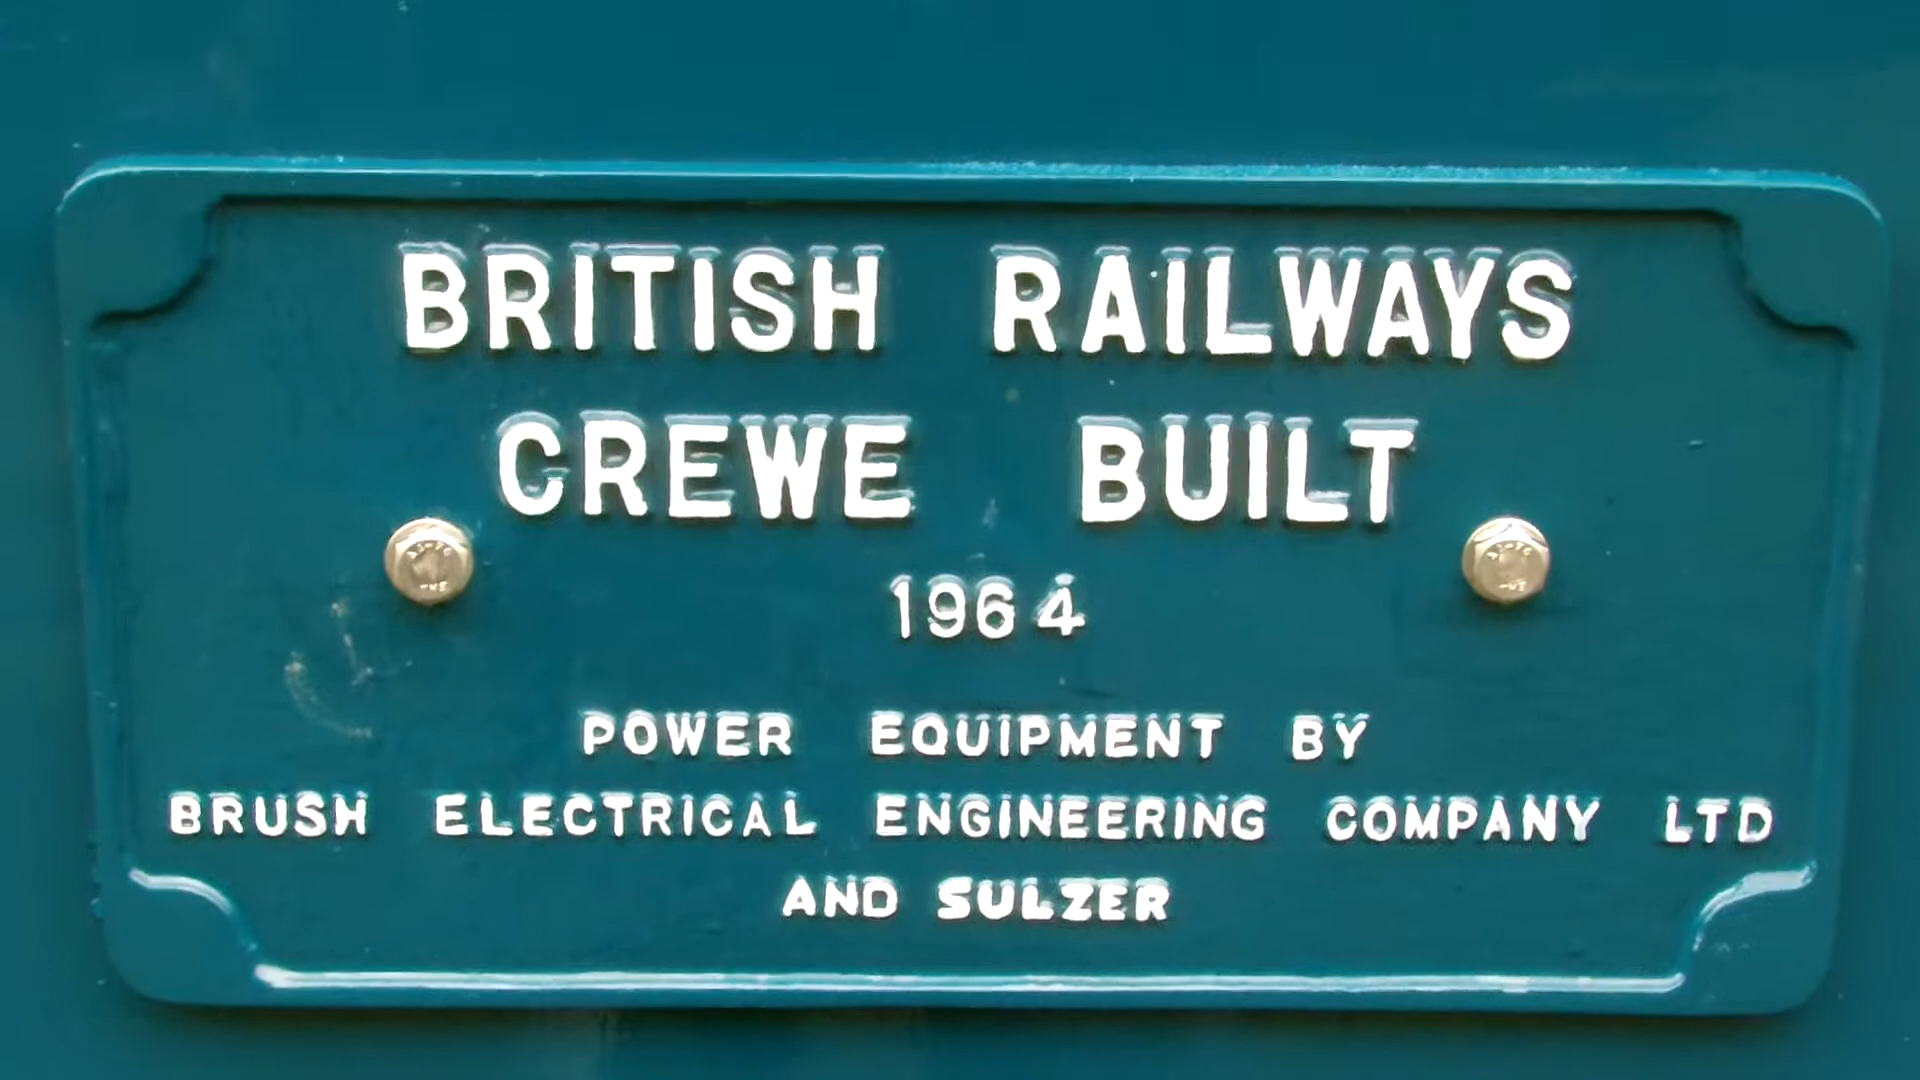 BRITISH RAILWAYS
CREWE BUILT
1964
POWER EQUIPMENT BY
BRUSH ELECTRICAL ENGINEERING COMPANY LTD
AND SULZER